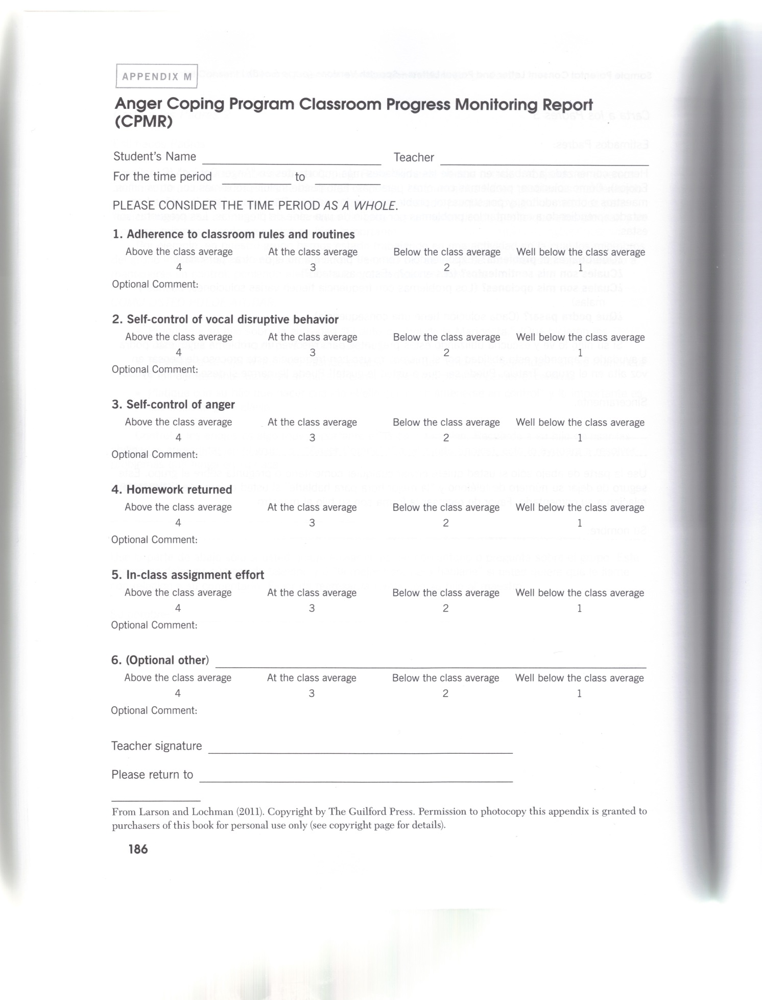 APPENDIX M
Anger Coping Program Classroom Progress Monitoring Report
(CPMR)
Student's Name Teacher
For the time period to
PLEASE CONSIDER THE TIME PERIOD AS A WHOLE.
1. Adherence to classroom rules and routines
Above the class average At the class average Below the class average Well below the class average
4 3 2 1
Optional Comment:
2. Self-control of vocal disruptive behavior
Above the class average At the class average Below the class average Well below the class average
4 3 2 1
Optional Comment:
3. Self-control of anger
Above the class average At the class average Below the class average Well below the class average
4 3 2 1
Optional Comment:
4. Homework returned
Above the class average At the class average Below the class average Well below the class average
4 3 2 1
Optional Comment:
5. In-class assignment effort
Above the class average At the class average Below the class average Well below the class average
4 3 2 1
Optional Comment:
6. (Optional other)
Above the class average At the class average Below the class average Well below the class average
4 3 2 1
Optional Comment:
Teacher signature
Please return to
From Larson and Lochman (2011). Copyright by The Guilford Press. Permission to photocopy this appendix is granted to
purchasers of this book for personal use only (see copyright page for details).
186